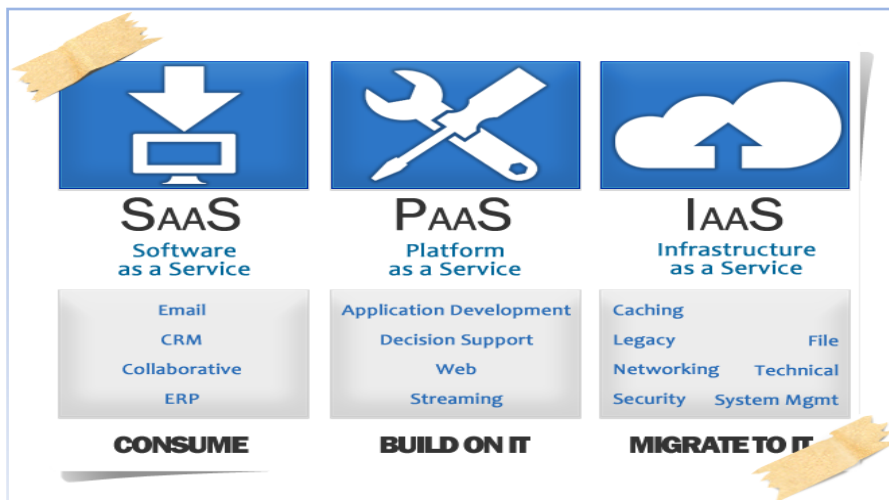 SaaS
Software
as a Service
Email
CRM
Collaborative
ERP
CONSUME
PaaS
Platform
as a Service
Application Development
Decision Support
Web
Streaming
BUILD ON IT
IaaS
Infrastructure
as a Service
Caching
Legacy File
Networking Technical
Security System Mgmt
MIGRATE TO IT